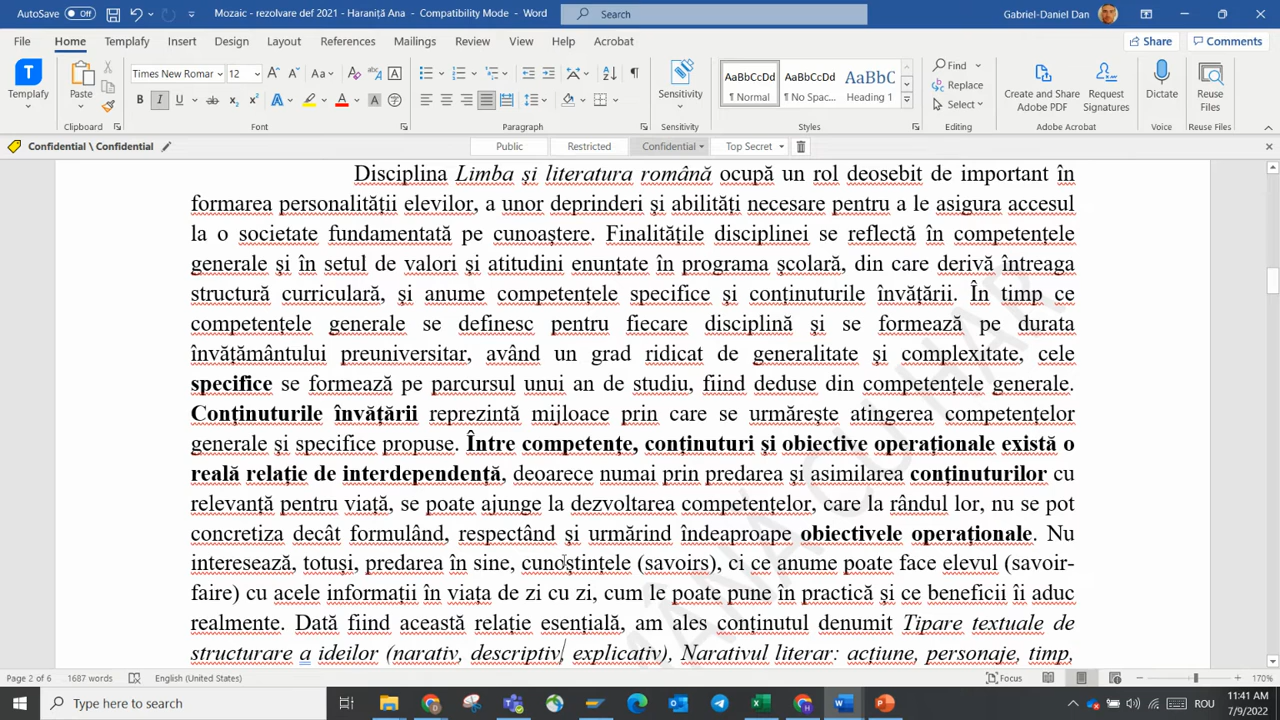 AutoSave Off Mozaic - rezolvare def 2021 - Haraniță Ana - Compatibility Mode - Word Search Gabriel-Daniel Dan
File Home Templafy Insert Design Layout References Mailings Review View Help Acrobat Share Comments
Templafy Paste Times New Romar 12 AaBbCcDd AaBbCcDd AaBbC Find Replace Select
¶ Normal ¶ No Spac... Heading 1 Sensitivity Create and Share Adobe PDF Request Signatures Dictate Reuse Files
Clipboard Font Paragraph Sensitivity Styles Editing Adobe Acrobat Voice Reuse Files
Confidential \ Confidential Public Restricted Confidential Top Secret
Disciplina Limba și literatura română ocupă un rol deosebit de important în
formarea personalității elevilor, a unor deprinderi și abilități necesare pentru a le asigura accesul
la o societate fundamentată pe cunoaștere. Finalitățile disciplinei se reflectă în competențele
generale și în setul de valori și atitudini enunțate în programa școlară, din care derivă întreaga
structură curriculară, și anume competențele specifice și conținuturile învățării. În timp ce
competențele generale se definesc pentru fiecare disciplină și se formează pe durata
învățământului preuniversitar, având un grad ridicat de generalitate și complexitate, cele
specifice se formează pe parcursul unui an de studiu, fiind deduse din competențele generale.
Conținuturile învățării reprezintă mijloace prin care se urmărește atingerea competențelor
generale și specifice propuse. Între competențe, conținuturi și obiective operaționale există o
reală relație de interdependență, deoarece numai prin predarea și asimilarea conținuturilor cu
relevanță pentru viață, se poate ajunge la dezvoltarea competențelor, care la rândul lor, nu se pot
concretiza decât formulând, respectând și urmărind îndeaproape obiectivele operaționale. Nu
interesează, totuși, predarea în sine, cunoștințele (savoirs), ci ce anume poate face elevul (savoir-
faire) cu acele informații în viața de zi cu zi, cum le poate pune în practică și ce beneficii îi aduc
realmente. Dată fiind această relație esențială, am ales conținutul denumit Tipare textuale de
structurare a ideilor (narativ, descriptiv, explicativ), Narativul literar: acțiune, personaje, timp,
Page 2 of 6 1687 words English (United States) Focus 170%
Type here to search ROU 11:41 AM
7/9/2022